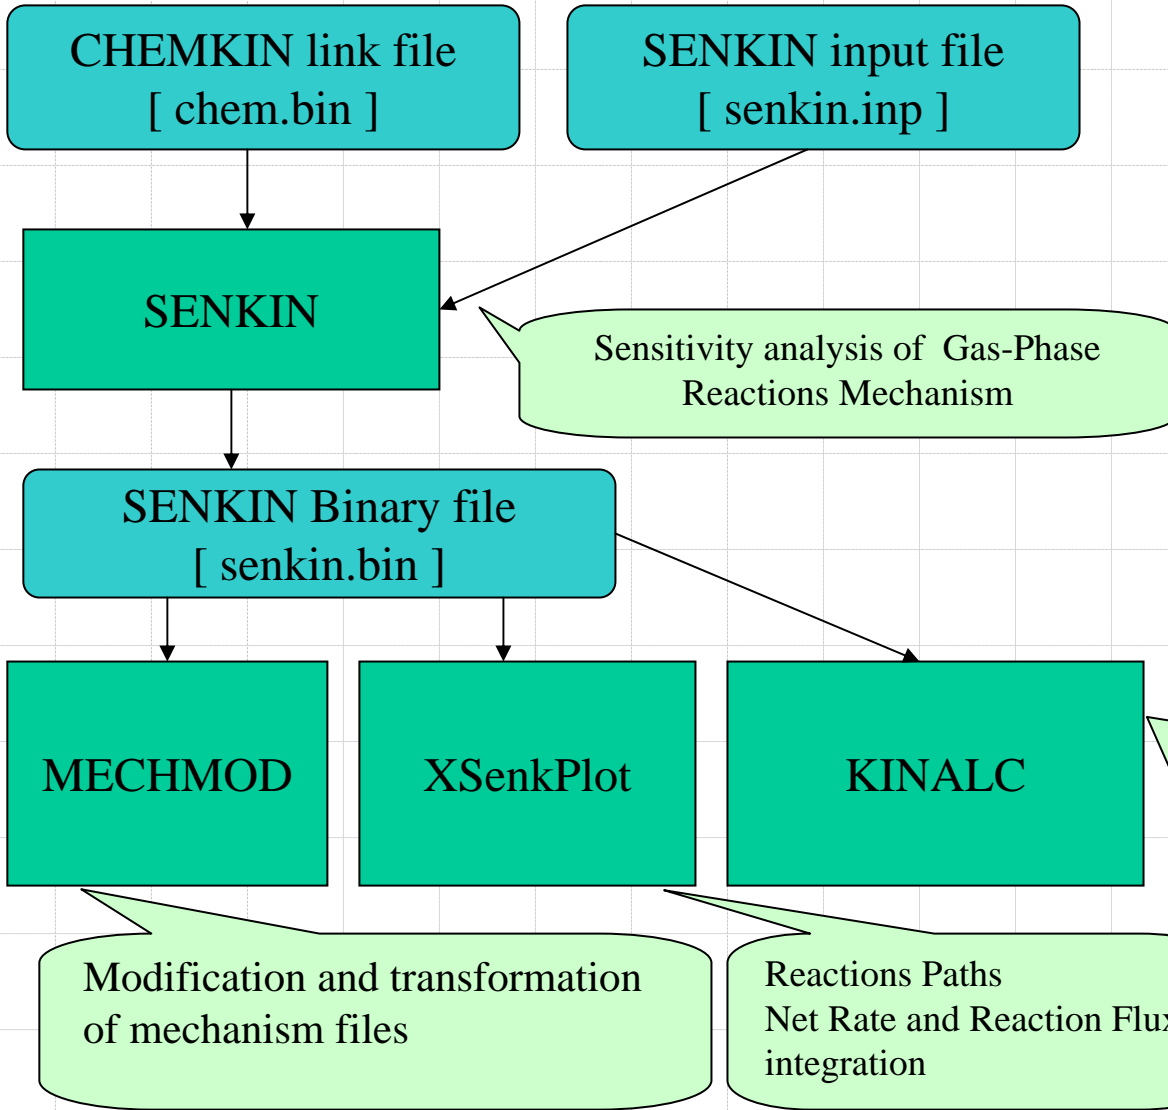 CHEMKIN link file
[ chem.bin ]
SENKIN input file
[ senkin.inp ]
SENKIN
Sensitivity analysis of  Gas-Phase
Reactions Mechanism
SENKIN Binary file
[ senkin.bin ]
MECHMOD
XSenkPlot
KINALC
Modification and transformation
of mechanism files
Reactions Paths
Net Rate and Reaction Flux
integration